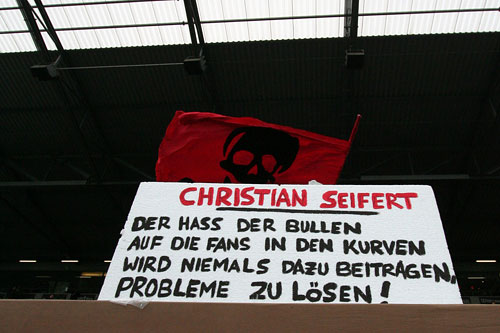 CHRISTIAN SEIFERT
DER HASS DER BULLEN
AUF DIE FANS IN DEN KURVEN
WIRD NIEMALS DAZU BEITRAGEN,
PROBLEME ZU LÖSEN!